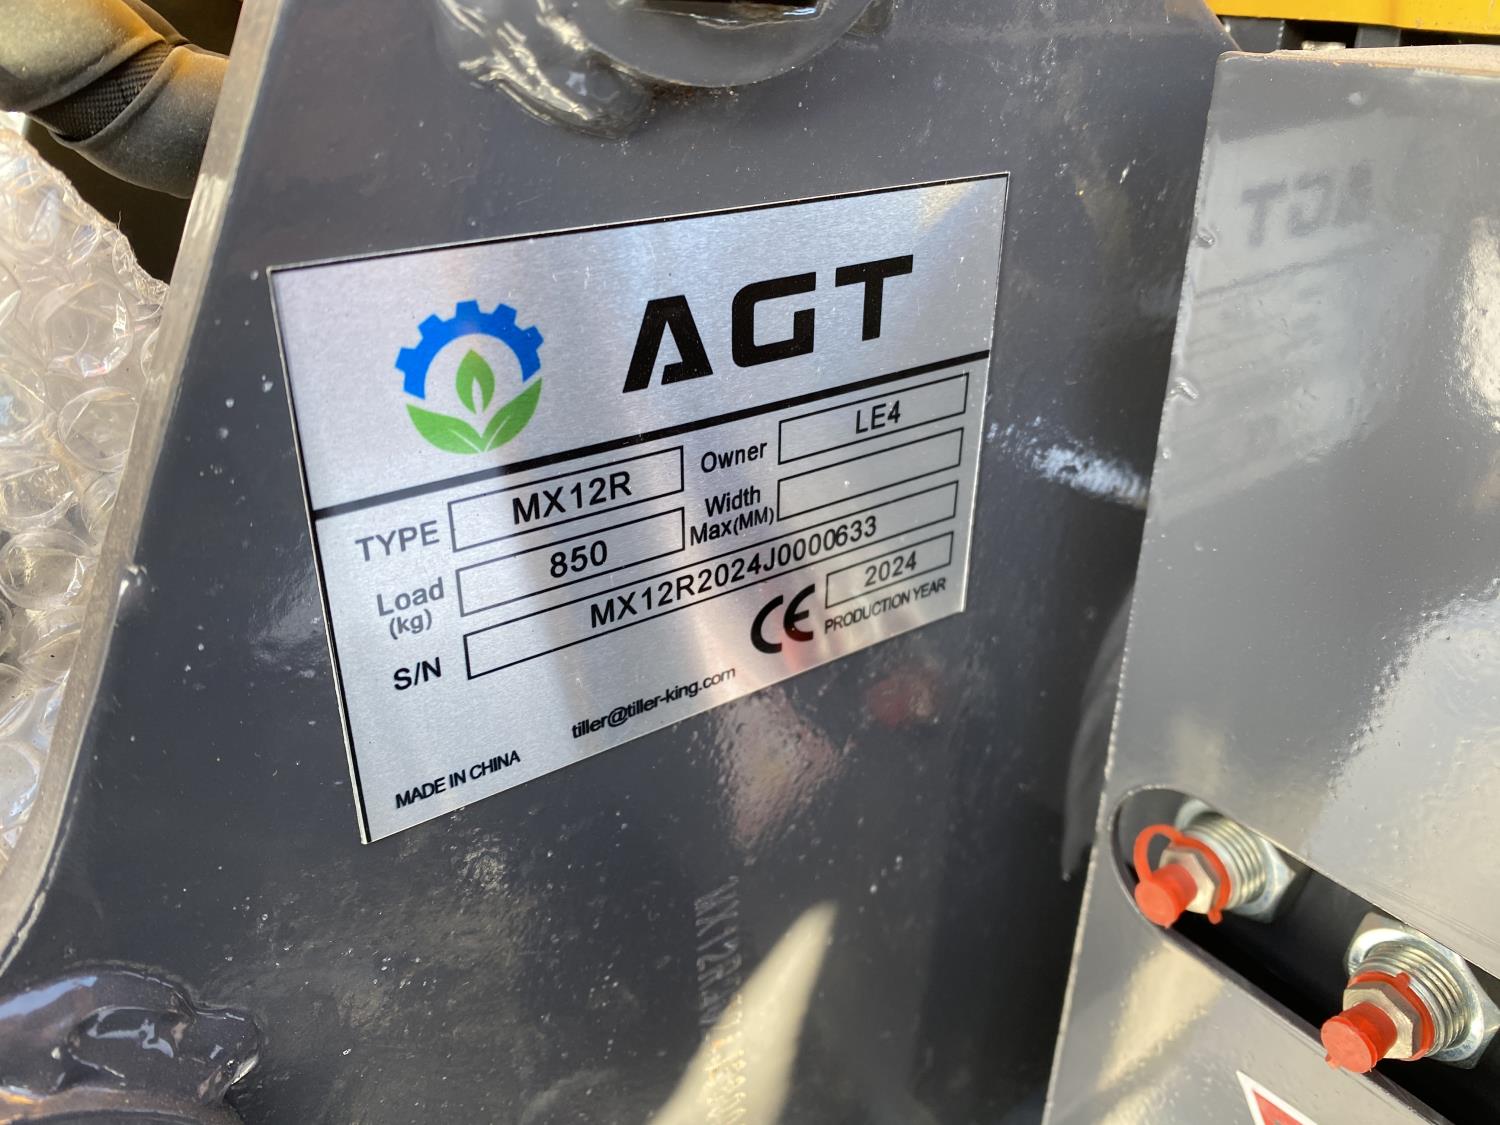 AGT
TYPE MX12R Owner LE4
Load (kg) 850 Width Max(MM)
S/N MX12R2024J0000633
CE 2024
PRODUCTION YEAR
tiller@tiller-king.com
MADE IN CHINA